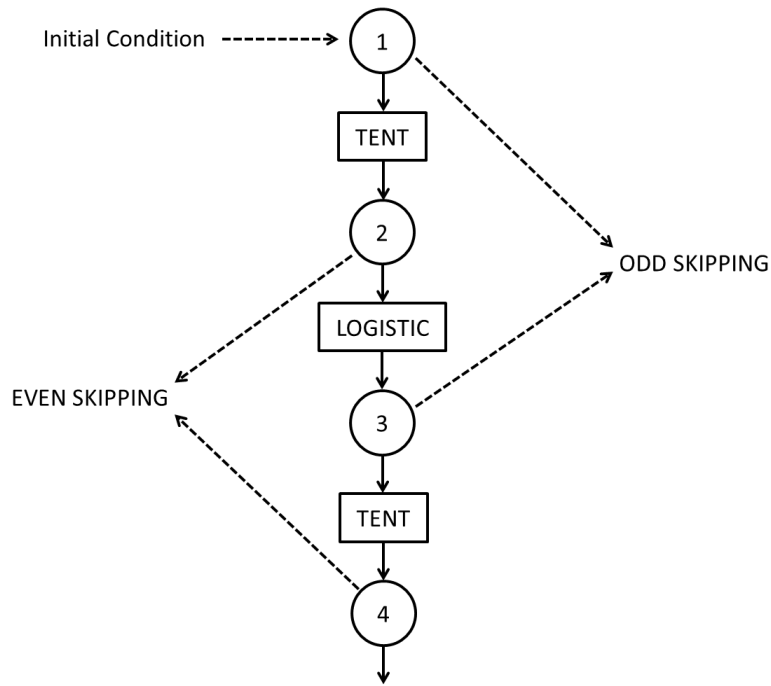 Initial Condition
1
TENT
2
ODD SKIPPING
LOGISTIC
EVEN SKIPPING
3
TENT
4